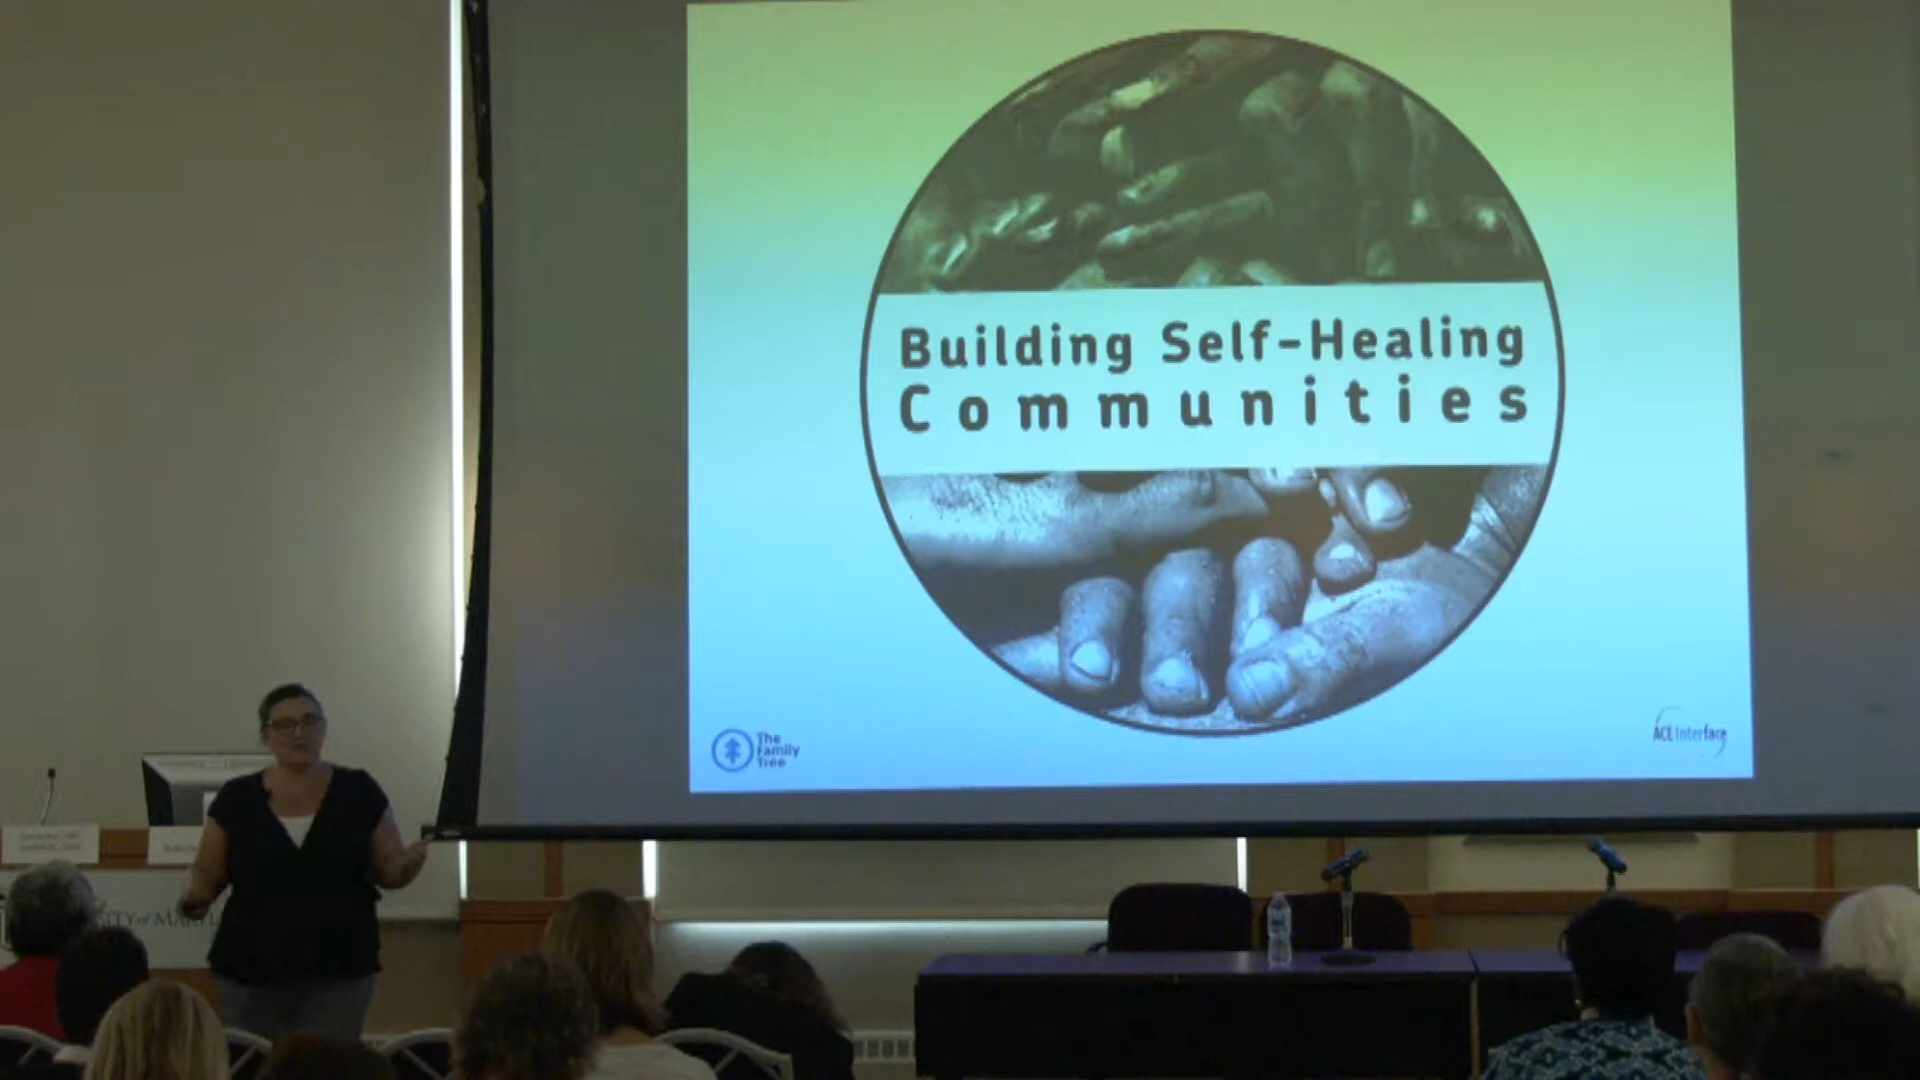 Building Self-Healing
Communities
The
Family
Tree
ACE Interface